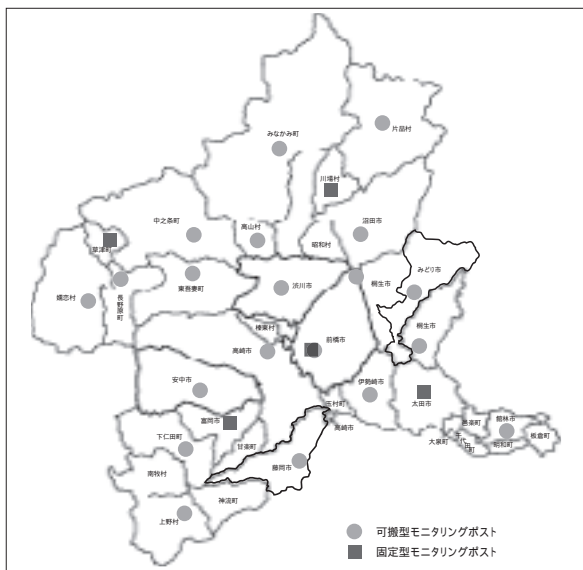 みなかみ町
片品村
川場村
中之条町
高山村
沼田市
昭和村
草津町
東吾妻町
長野原町
嬬恋村
渋川市
桐生市
みどり市
桐生市
榛東村
高崎市
前橋市
安中市
伊勢崎市
太田市
玉村町
高崎市
富岡市
甘楽町
下仁田町
藤岡市
南牧村
神流町
上野村
大泉町
邑楽町
千代田町
館林市
昭和町
板倉町
可搬型モニタリングポスト
固定型モニタリングポスト